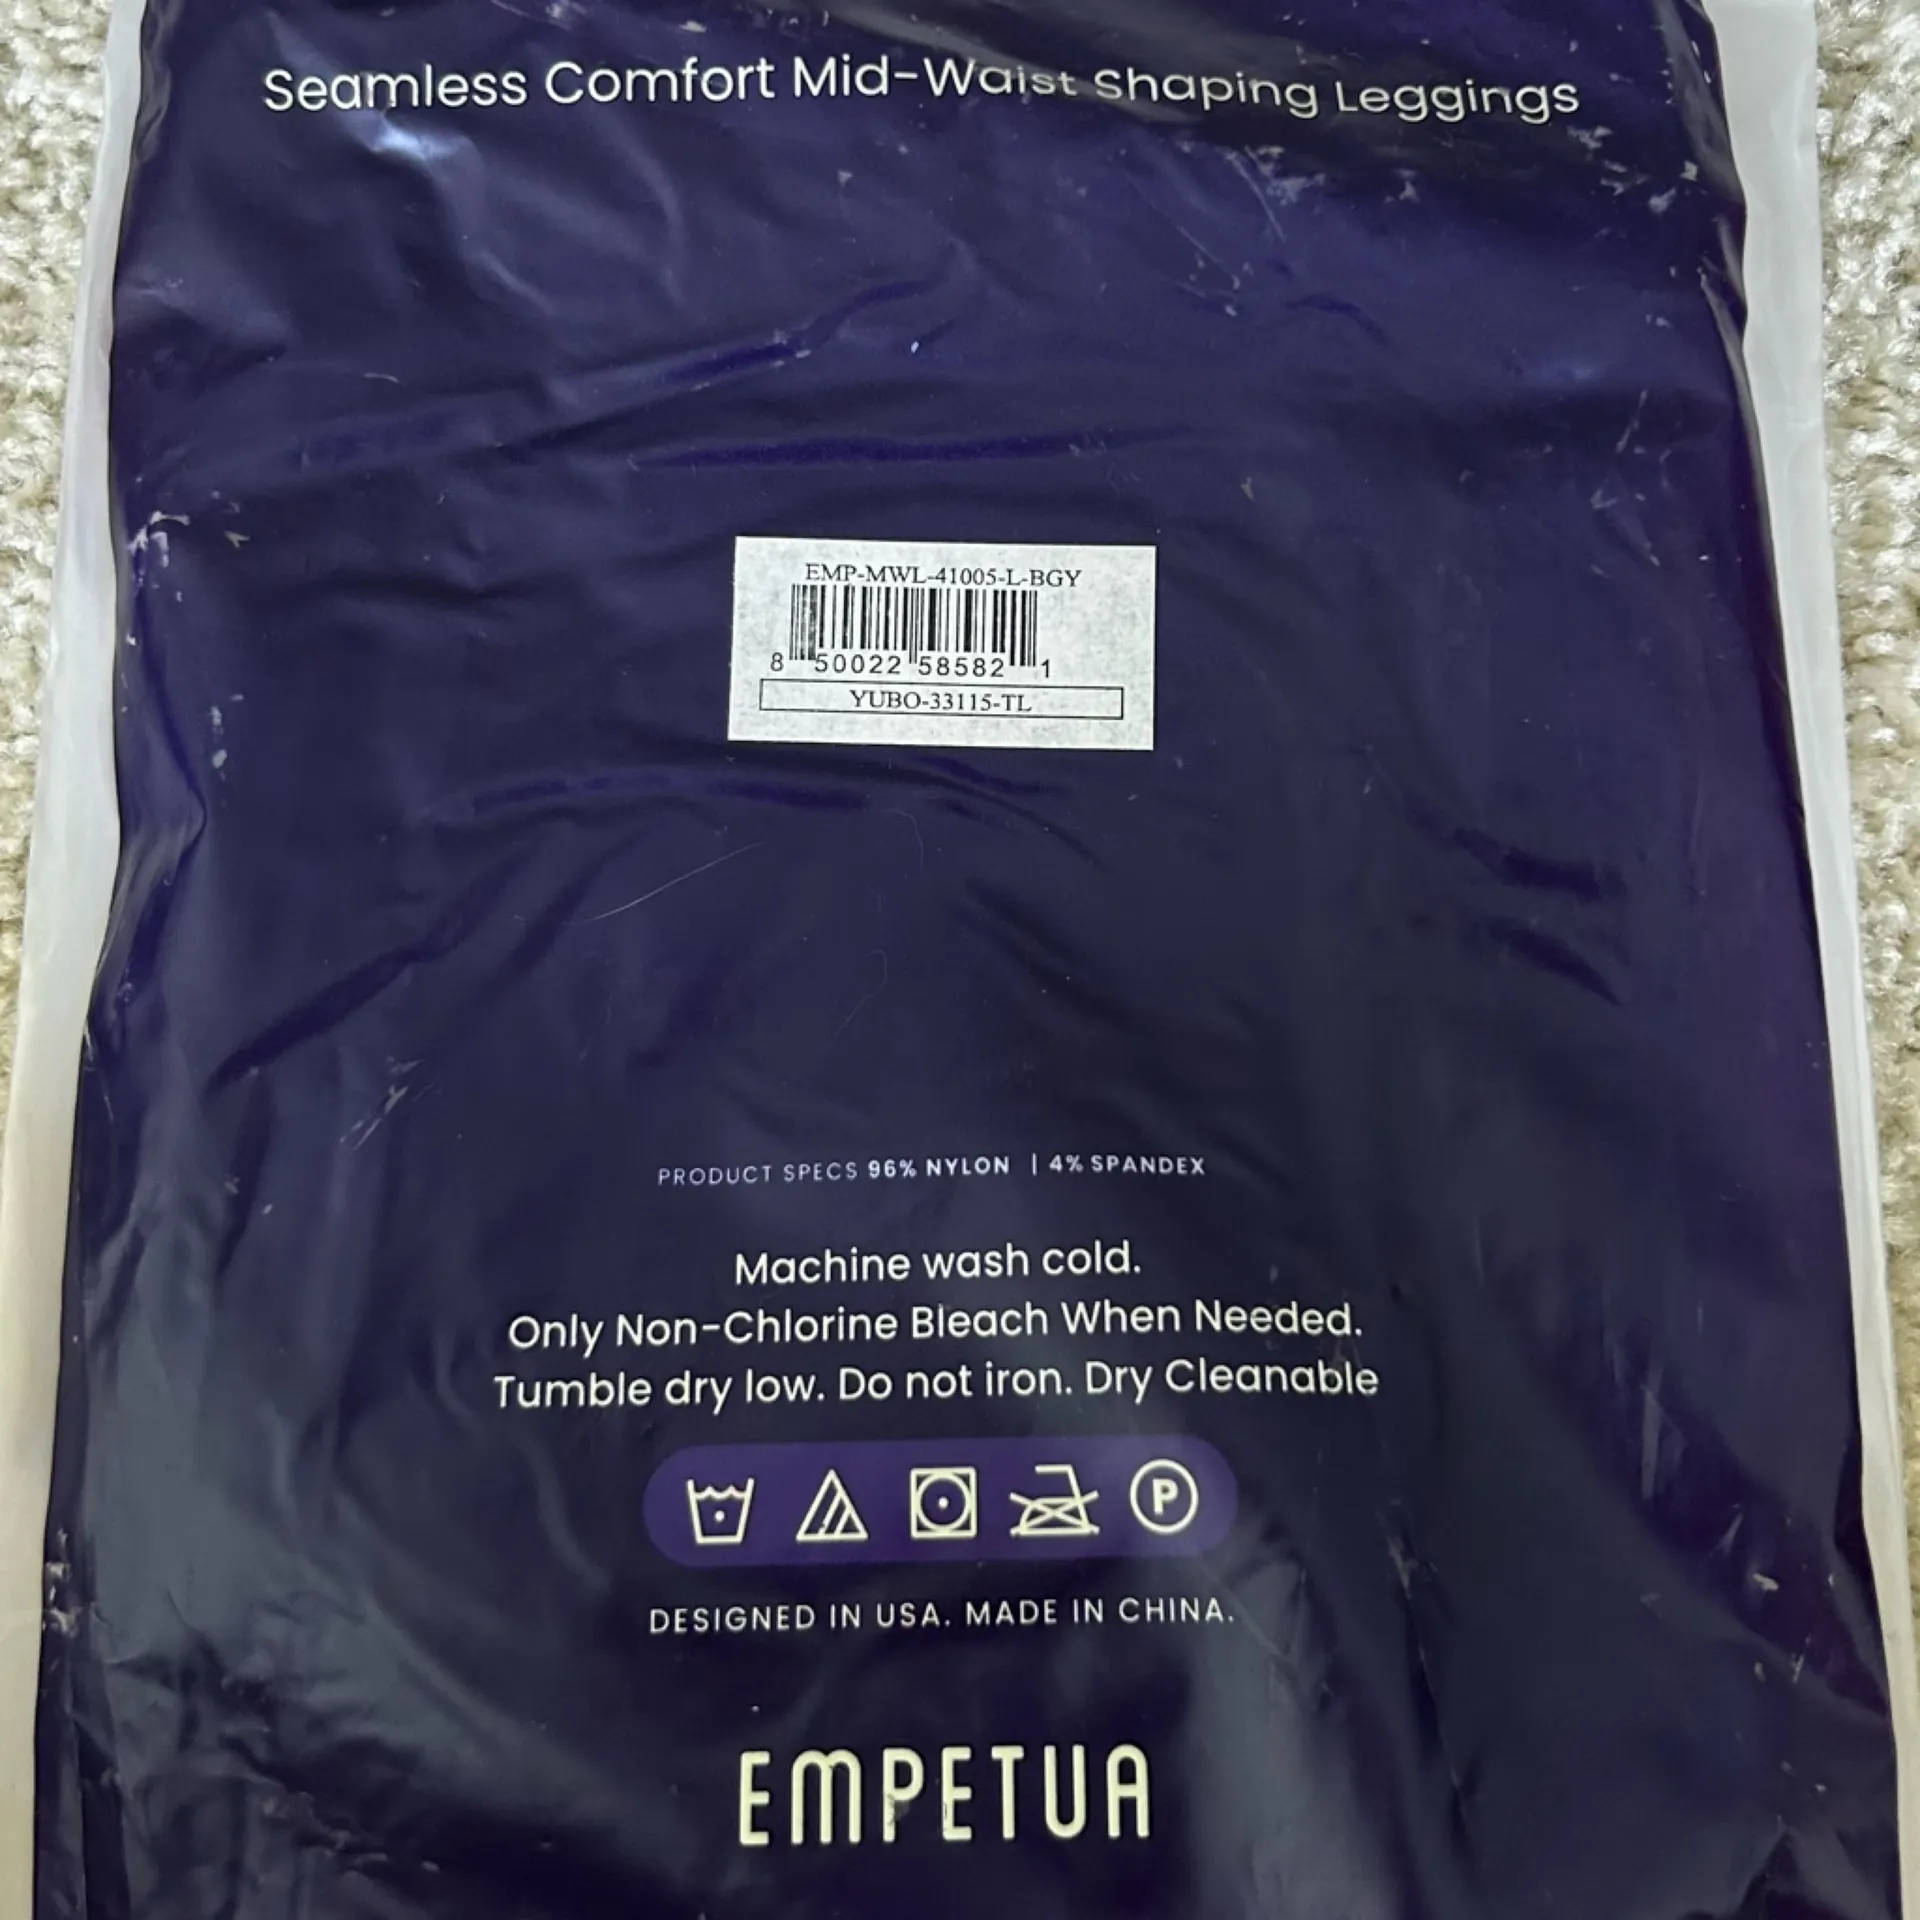 Seamless Comfort Mid-Waist Shaping Leggings
EMP-MWL-41005-L-BGY
8 50022 58582 1
YUBO-33115-TL
PRODUCT SPECS 96% NYLON | 4% SPANDEX
Machine wash cold.
Only Non-Chlorine Bleach When Needed.
Tumble dry low. Do not iron. Dry Cleanable
P
DESIGNED IN USA. MADE IN CHINA.
EMPETUA